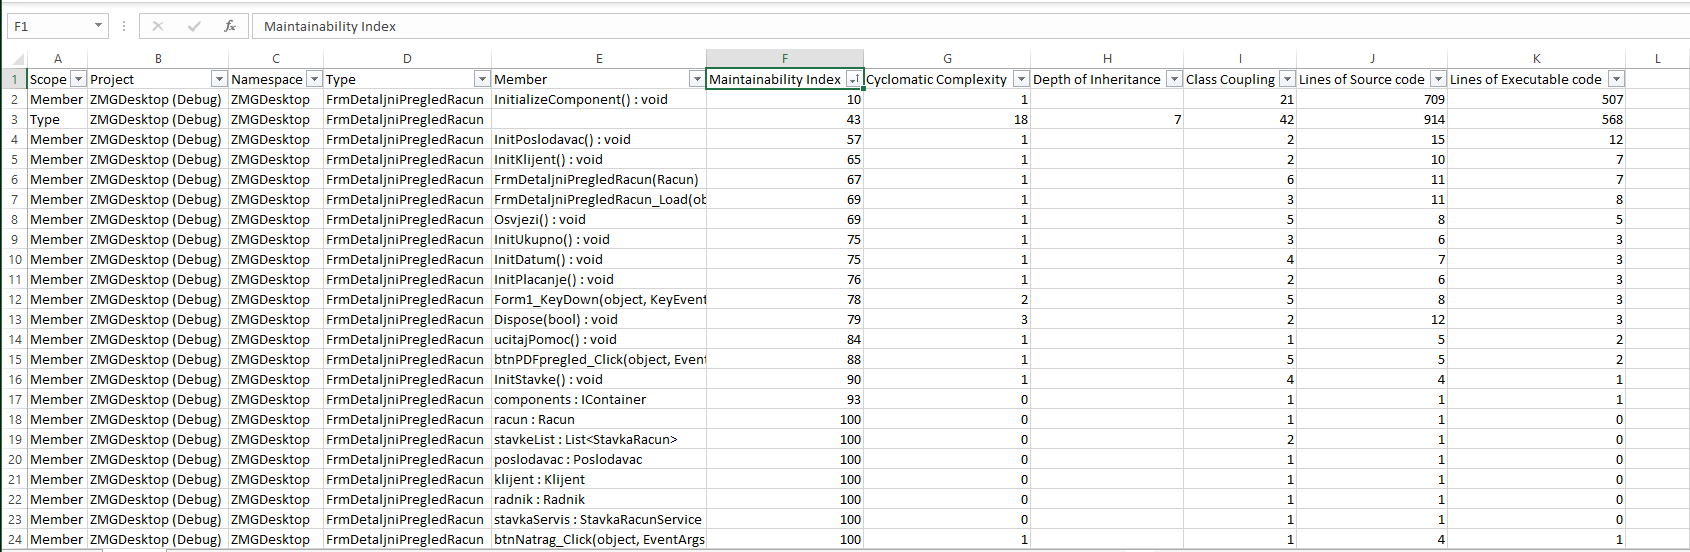 F1 fx Maintainability Index
A B C D E F G H I J K L
1 Scope Project Namespace Type Member Maintainability Index Cyclomatic Complexity Depth of Inheritance Class Coupling Lines of Source code Lines of Executable code
2 Member ZMGDesktop (Debug) ZMGDesktop FrmDetaljniPregledRacun InitializeComponent() : void 10 1 21 709 507
3 Type ZMGDesktop (Debug) ZMGDesktop FrmDetaljniPregledRacun 43 18 7 42 914 568
4 Member ZMGDesktop (Debug) ZMGDesktop FrmDetaljniPregledRacun InitPoslodavac() : void 57 1 2 15 12
5 Member ZMGDesktop (Debug) ZMGDesktop FrmDetaljniPregledRacun InitKlijent() : void 65 1 2 10 7
6 Member ZMGDesktop (Debug) ZMGDesktop FrmDetaljniPregledRacun FrmDetaljniPregledRacun(Racun) 67 1 6 11 7
7 Member ZMGDesktop (Debug) ZMGDesktop FrmDetaljniPregledRacun FrmDetaljniPregledRacun_Load(ob 69 1 3 11 8
8 Member ZMGDesktop (Debug) ZMGDesktop FrmDetaljniPregledRacun Osvjezi() : void 69 1 5 8 5
9 Member ZMGDesktop (Debug) ZMGDesktop FrmDetaljniPregledRacun InitUkupno() : void 75 1 3 6 3
10 Member ZMGDesktop (Debug) ZMGDesktop FrmDetaljniPregledRacun InitDatum() : void 75 1 4 7 3
11 Member ZMGDesktop (Debug) ZMGDesktop FrmDetaljniPregledRacun InitPlacanje() : void 76 1 2 6 3
12 Member ZMGDesktop (Debug) ZMGDesktop FrmDetaljniPregledRacun Form1_KeyDown(object, KeyEvent 78 2 5 8 3
13 Member ZMGDesktop (Debug) ZMGDesktop FrmDetaljniPregledRacun Dispose(bool) : void 79 3 2 12 3
14 Member ZMGDesktop (Debug) ZMGDesktop FrmDetaljniPregledRacun ucitajPomoc() : void 84 1 1 5 2
15 Member ZMGDesktop (Debug) ZMGDesktop FrmDetaljniPregledRacun btnPDFpregled_Click(object, Event 88 1 5 5 2
16 Member ZMGDesktop (Debug) ZMGDesktop FrmDetaljniPregledRacun InitStavke() : void 90 1 4 4 1
17 Member ZMGDesktop (Debug) ZMGDesktop FrmDetaljniPregledRacun components : IContainer 93 0 1 1 1
18 Member ZMGDesktop (Debug) ZMGDesktop FrmDetaljniPregledRacun racun : Racun 100 0 1 1 0
19 Member ZMGDesktop (Debug) ZMGDesktop FrmDetaljniPregledRacun stavkeList : List<StavkaRacun> 100 0 2 1 0
20 Member ZMGDesktop (Debug) ZMGDesktop FrmDetaljniPregledRacun poslodavac : Poslodavac 100 0 1 1 0
21 Member ZMGDesktop (Debug) ZMGDesktop FrmDetaljniPregledRacun klijent : Klijent 100 0 1 1 0
22 Member ZMGDesktop (Debug) ZMGDesktop FrmDetaljniPregledRacun radnik : Radnik 100 0 1 1 0
23 Member ZMGDesktop (Debug) ZMGDesktop FrmDetaljniPregledRacun stavkaServis : StavkaRacunService 100 0 1 1 0
24 Member ZMGDesktop (Debug) ZMGDesktop FrmDetaljniPregledRacun btnNatrag_Click(object, EventArgs 100 1 1 4 1